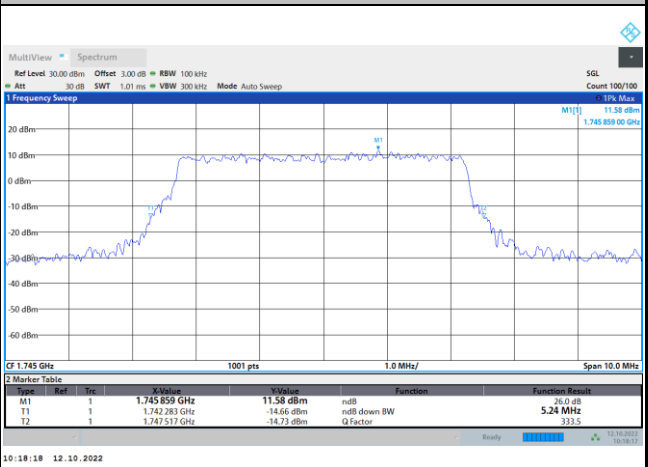 MultiView Spectrum
Ref Level 30.00 dBm Offset 3.00 dB RBW 100 kHz SGL
Att 30 dB SWT 1.01 ms VBW 300 kHz Mode Auto Sweep Count 100/100
1 Frequency Sweep 1Pk Max
M1[1] 11.58 dBm
1.745 859 00 GHz
M1
20 dBm
10 dBm
0 dBm
-10 dBm
T1 T2
-20 dBm
-30 dBm
-40 dBm
-50 dBm
-60 dBm
CF 1.745 GHz 1001 pts 1.0 MHz/ Span 10.0 MHz
2 Marker Table
Type Ref Trc X-Value Y-Value Function Function Result
M1 1 1.745 859 GHz 11.58 dBm ndB 26.0 dB
T1 1 1.742 283 GHz -14.66 dBm ndB down BW 5.24 MHz
T2 1 1.747 517 GHz -14.73 dBm Q Factor 333.5
Ready 12.10.2022
10:18:17
10:18:18 12.10.2022